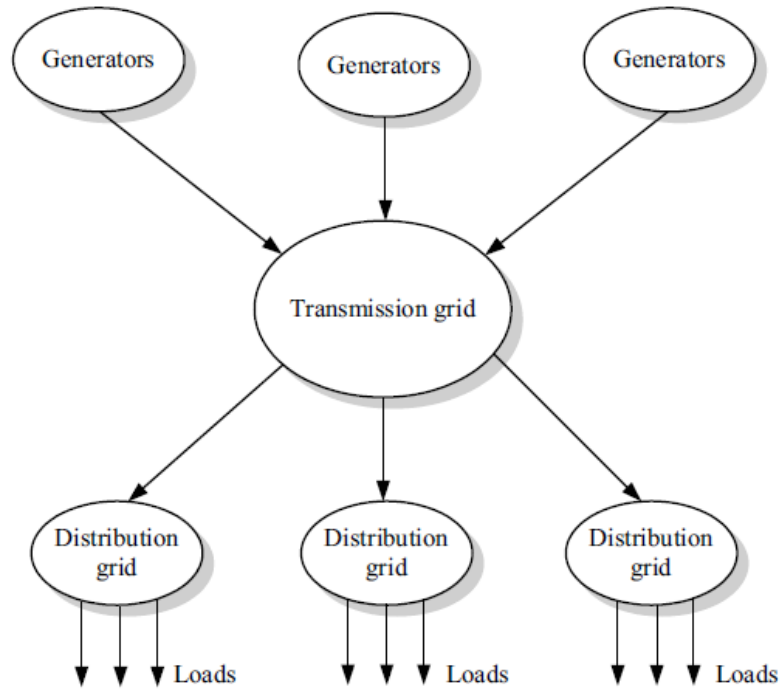 Generators
Generators
Generators
Transmission grid
Distribution
grid
Distribution
grid
Distribution
grid
Loads
Loads
Loads